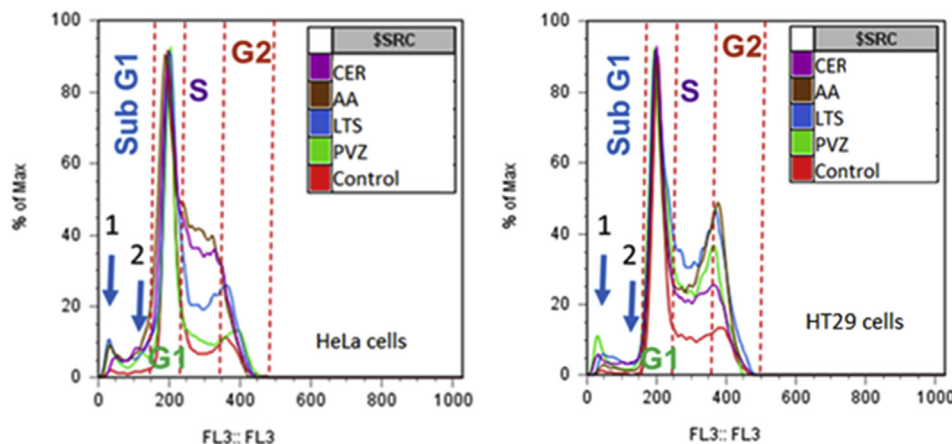 100
80
60
40
20
0
% of Max
Sub G1
S
G2
G1
1
2
$SRC
CER
AA
LTS
PVZ
Control
HeLa cells
0 200 400 600 800 1000
FL3:: FL3
100
80
60
40
20
0
% of Max
Sub G1
S
G2
G1
1
2
$SRC
CER
AA
LTS
PVZ
Control
HT29 cells
0 200 400 600 800 1000
FL3:: FL3